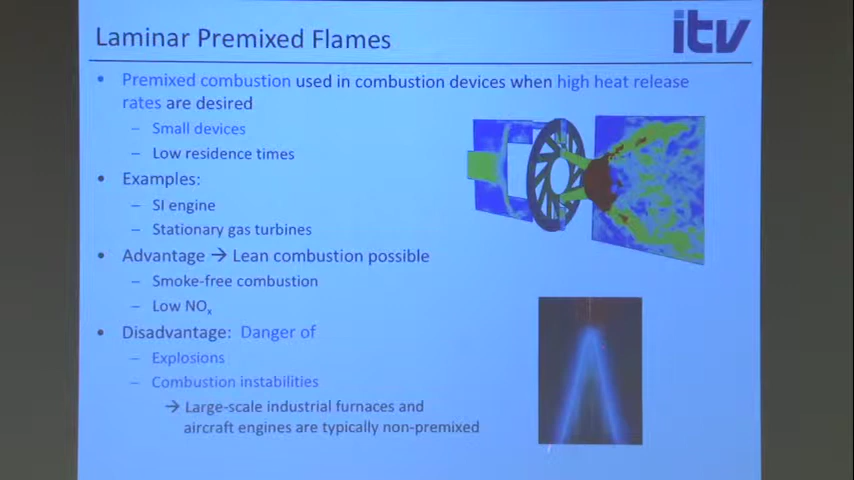 Laminar Premixed Flames
itv
• Premixed combustion used in combustion devices when high heat release
rates are desired
– Small devices
– Low residence times
• Examples:
– SI engine
– Stationary gas turbines
• Advantage → Lean combustion possible
– Smoke-free combustion
– Low NOx
• Disadvantage: Danger of
– Explosions
– Combustion instabilities
→ Large-scale industrial furnaces and
aircraft engines are typically non-premixed